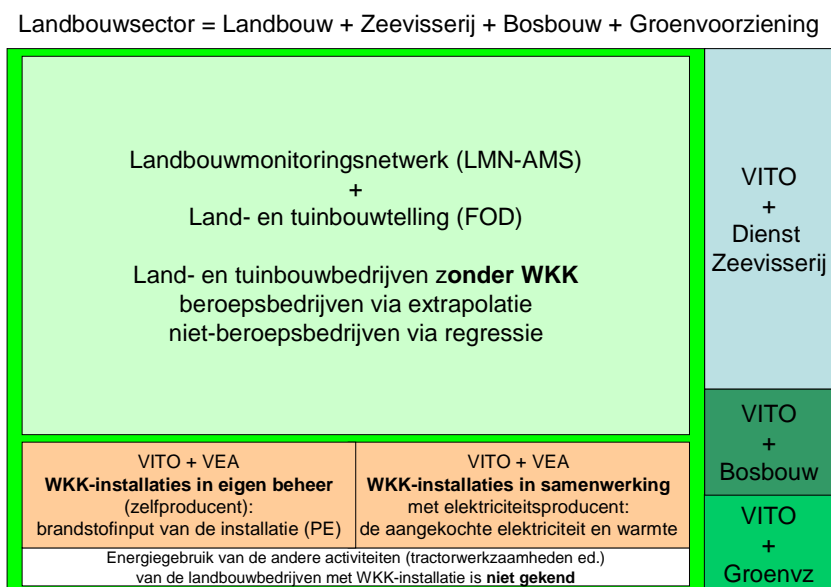 Landbouwsector = Landbouw + Zeevisserij + Bosbouw + Groenvoorziening
Landbouwmonitoringsnetwerk (LMN-AMS)
+
Land- en tuinbouwtelling (FOD)
Land- en tuinbouwbedrijven zonder WKK
beroepsbedrijven via extrapolatie
niet-beroepsbedrijven via regressie
VITO + VEA
WKK-installaties in eigen beheer
(zelfproducent):
brandstofinput van de installatie (PE)
VITO + VEA
WKK-installaties in samenwerking
met elektriciteitsproducent:
de aangekochte elektriciteit en warmte
Energiegebruik van de andere activiteiten (tractorwerkzaamheden ed.)
van de landbouwbedrijven met WKK-installatie is niet gekend
VITO
+
Dienst
Zeevisserij
VITO
+
Bosbouw
VITO
+
Groenvz